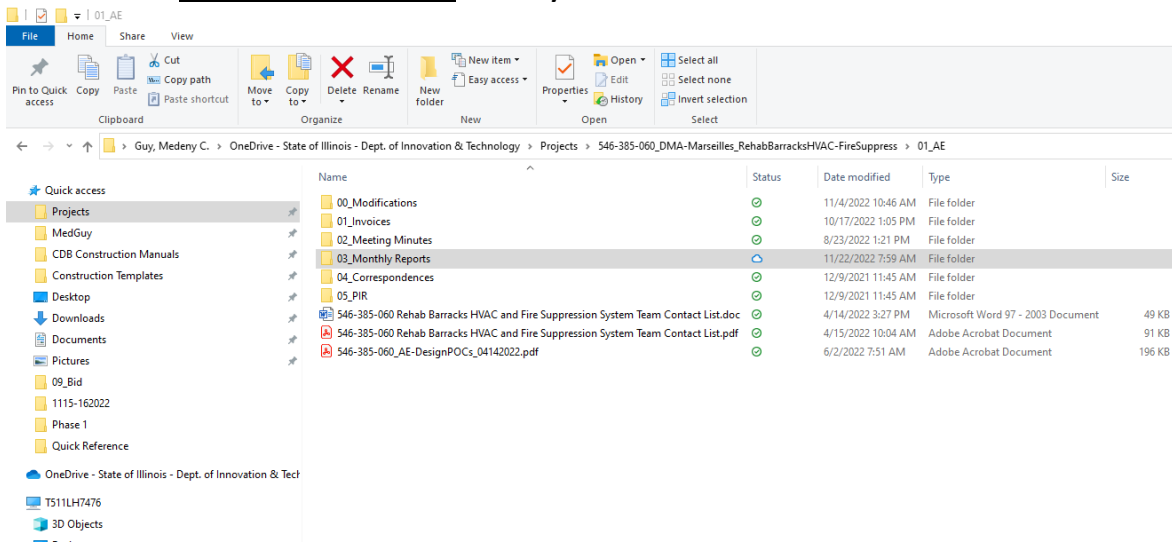 01_AE
File Home Share View
Pin to Quick access
Copy
Paste
Cut
Copy path
Paste shortcut
Clipboard
Move to
Copy to
Delete
Rename
Organize
New folder
New item
Easy access
New
Properties
Open
Edit
History
Open
Select all
Select none
Invert selection
Select
Guy, Medeny C. > OneDrive - State of Illinois - Dept. of Innovation & Technology > Projects > 546-385-060_DMA-Marseilles_RehabBarracksHVAC-FireSuppress > 01_AE
Quick access
Projects
MedGuy
CDB Construction Manuals
Construction Templates
Desktop
Downloads
Documents
Pictures
09_Bid
1115-162022
Phase 1
Quick Reference
OneDrive - State of Illinois - Dept. of Innovation & Tech
T511LH7476
3D Objects
Name Status Date modified Type Size
00_Modifications 11/4/2022 10:46 AM File folder
01_Invoices 10/17/2022 1:05 PM File folder
02_Meeting Minutes 8/23/2022 1:21 PM File folder
03_Monthly Reports 11/22/2022 7:59 AM File folder
04_Correspondences 12/9/2021 11:45 AM File folder
05_PIR 12/9/2021 11:45 AM File folder
546-385-060 Rehab Barracks HVAC and Fire Suppression System Team Contact List.doc 4/14/2022 3:27 PM Microsoft Word 97 - 2003 Document 49 KB
546-385-060 Rehab Barracks HVAC and Fire Suppression System Team Contact List.pdf 4/15/2022 10:04 AM Adobe Acrobat Document 91 KB
546-385-060_AE-DesignPOCs_04142022.pdf 6/2/2022 7:51 AM Adobe Acrobat Document 196 KB